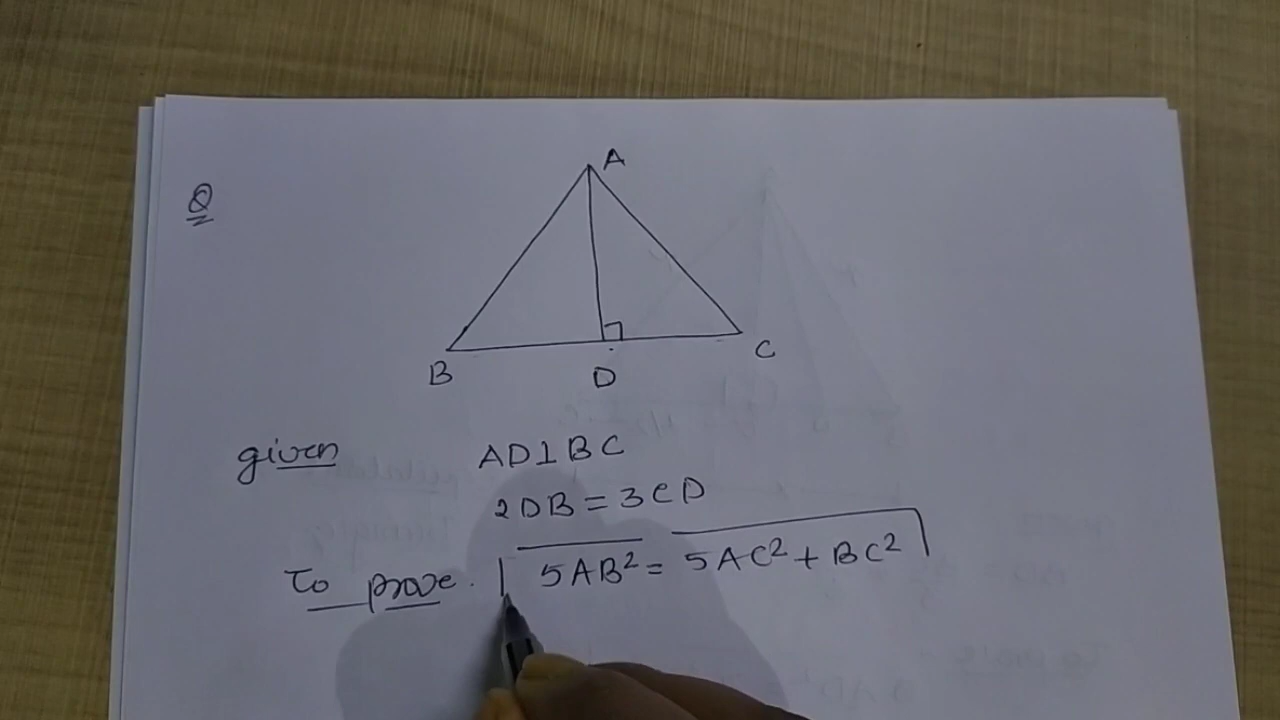 Q
A
B
D
C
given AD⊥BC
2DB = 3CD
To prove. 5AB² = 5AC² + BC²